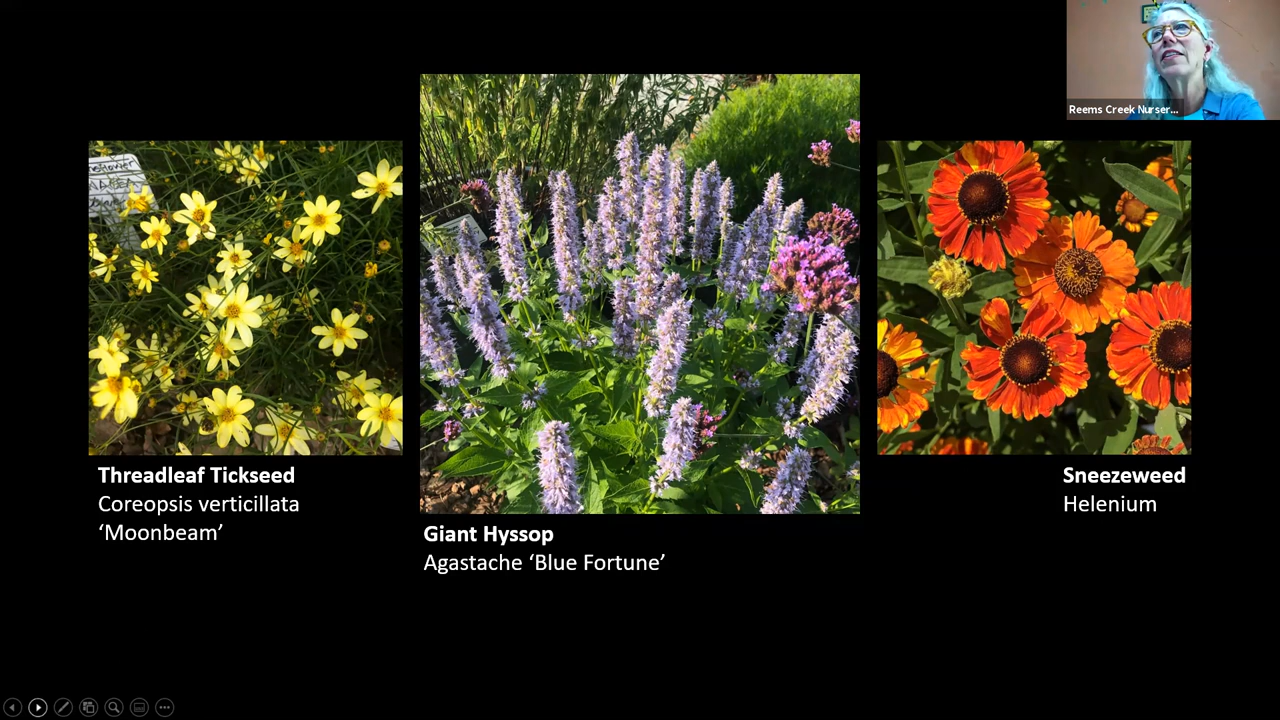 Reems Creek Nurser...
Threadleaf Tickseed
Coreopsis verticillata
‘Moonbeam’
Giant Hyssop
Agastache ‘Blue Fortune’
Sneezeweed
Helenium